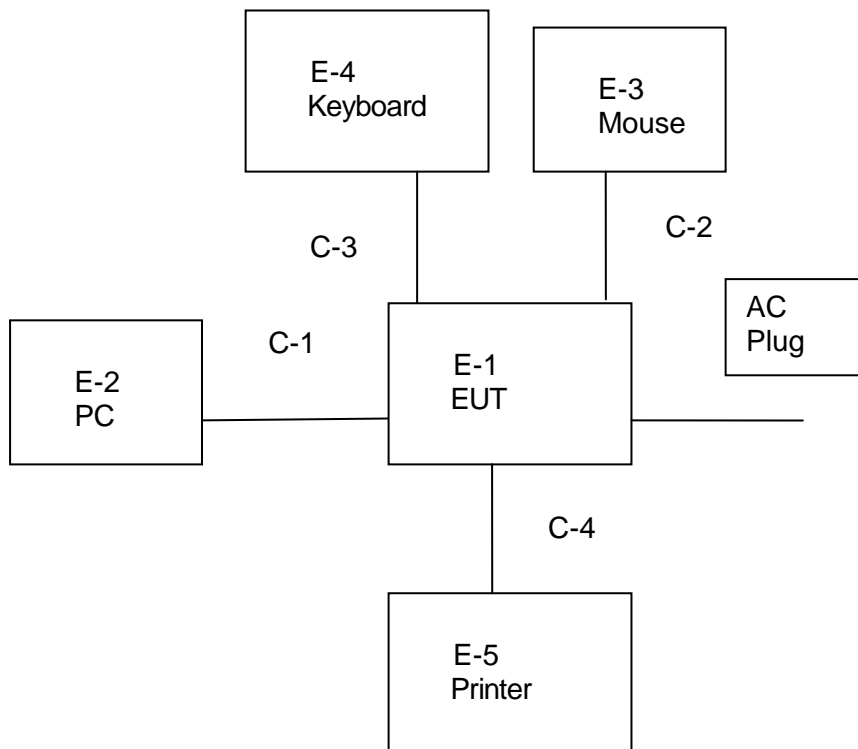 E-4
Keyboard
E-3
Mouse
C-3
C-2
AC
Plug
C-1
E-2
PC
E-1
EUT
C-4
E-5
Printer